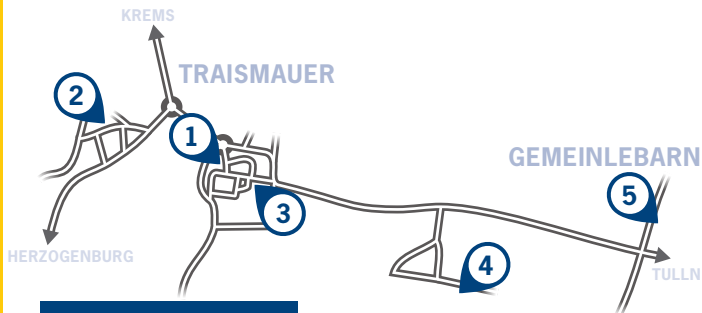 KREMS
TRAISMAUER
2
1
GEMEINLEBARN
5
3
HERZOGENBURG
4
TULLN